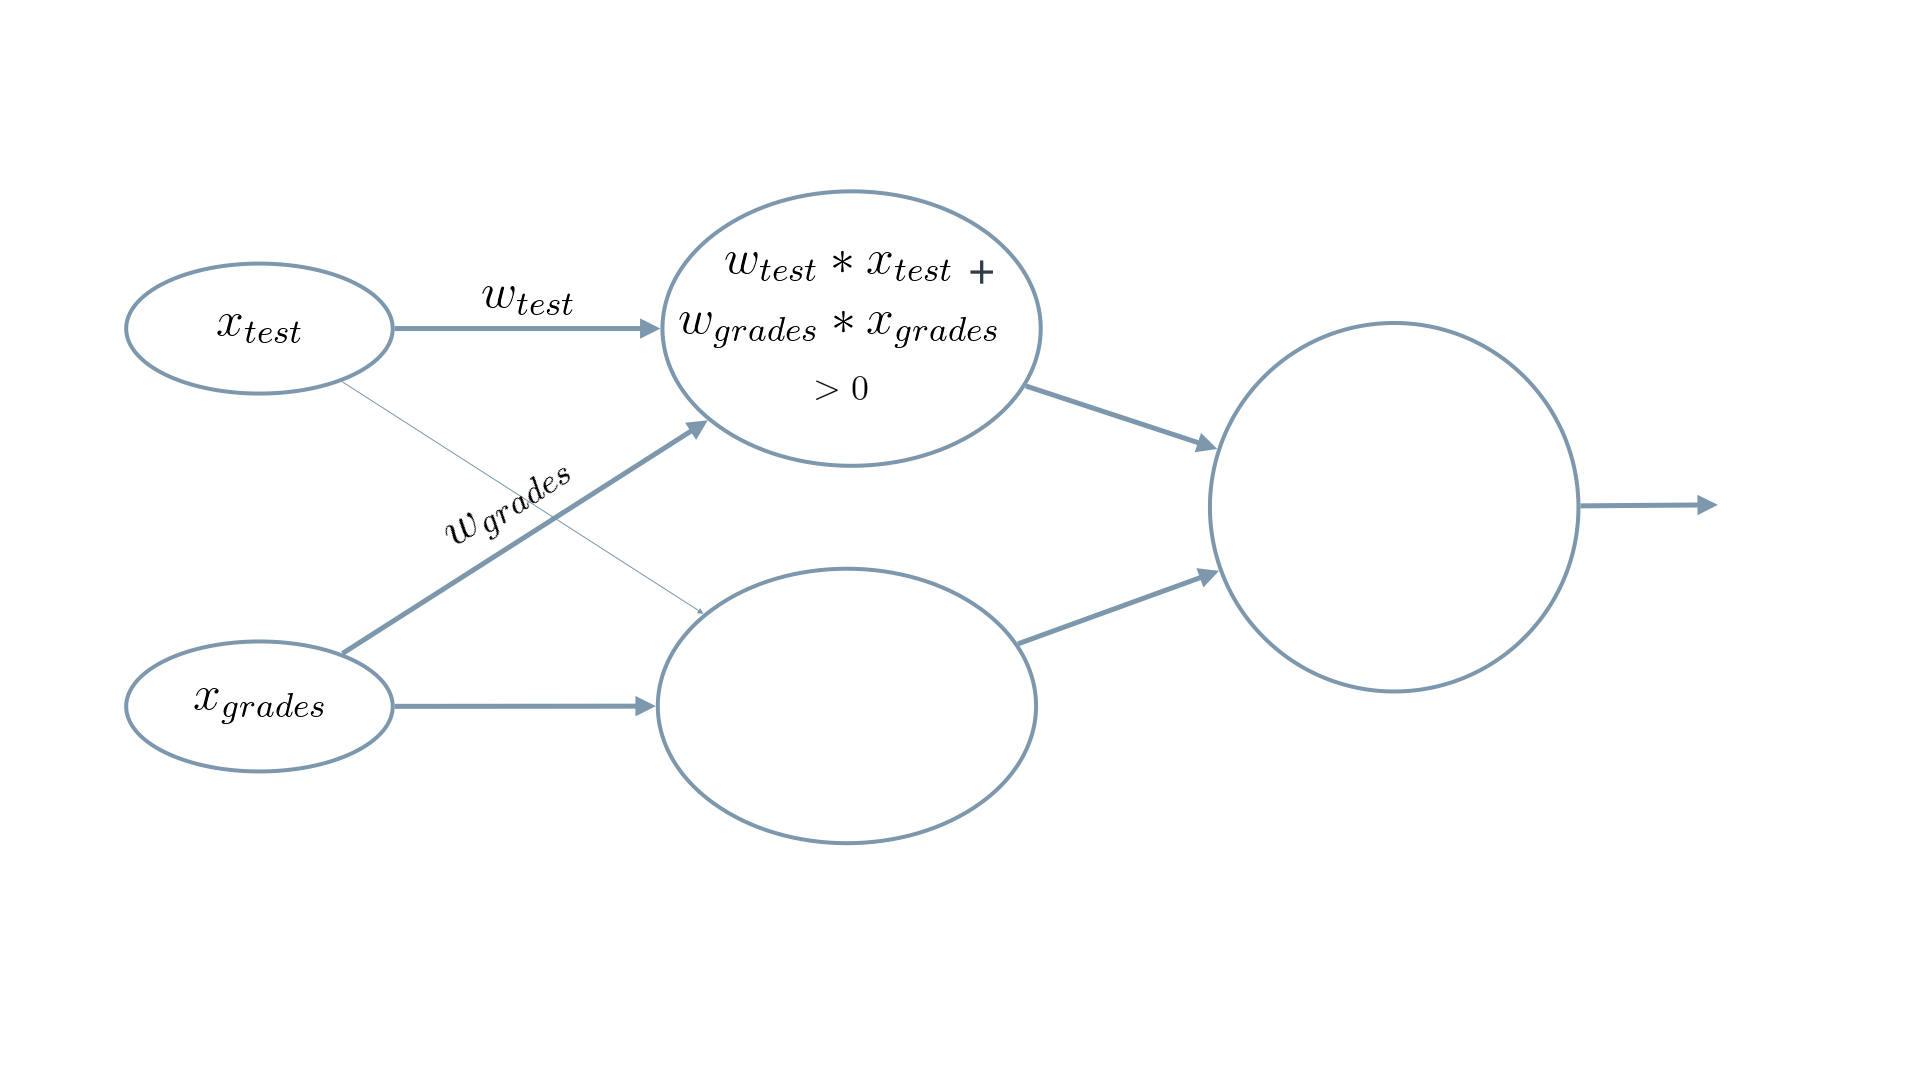 x_test
w_test
w_test * x_test +
w_grades * x_grades
> 0
w_grades
x_grades